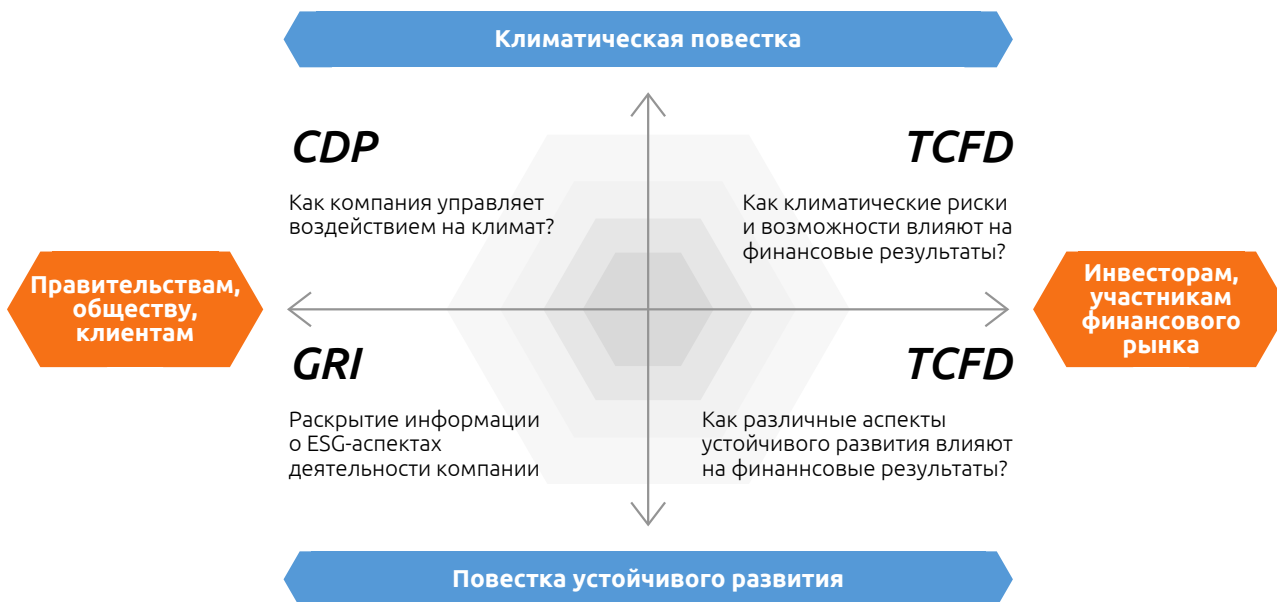 Климатическая повестка
CDP
Как компания управляет
воздействием на климат?
TCFD
Как климатические риски
и возможности влияют на
финансовые результаты?
Правительствам,
обществу,
клиентам
Инвесторам,
участникам
финансового
рынка
GRI
Раскрытие информации
о ESG-аспектах
деятельности компании
TCFD
Как различные аспекты
устойчивого развития влияют
на финаннсовые результаты?
Повестка устойчивого развития